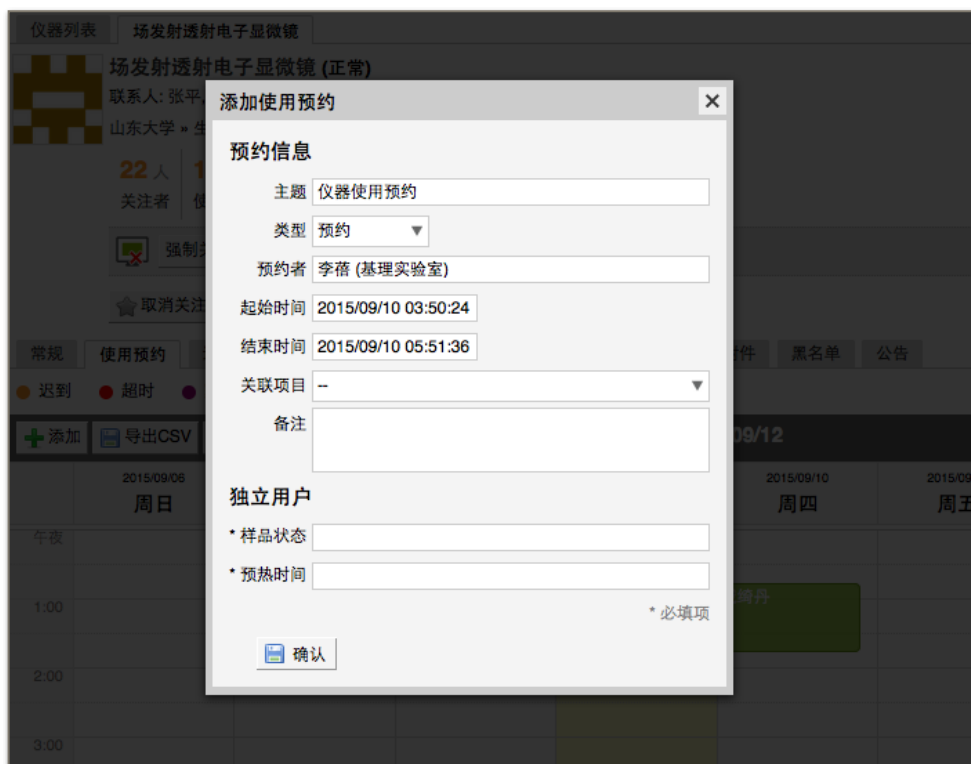 仪器列表
场发射透射电子显微镜
场发射透射电子显微镜 (正常)
联系人: 张平,
山东大学 »
22 人
关注者
强制
取消关注
常规
使用预约
附件
黑名单
公告
迟到
超时
添加
导出CSV
09/12
2015/09/06
周日
2015/09/10
周四
2015/09
周五
午夜
1:00
2:00
3:00
添加使用预约
预约信息
主题 仪器使用预约
类型 预约
预约者 李蓓 (基理实验室)
起始时间 2015/09/10 03:50:24
结束时间 2015/09/10 05:51:36
关联项目 --
备注
独立用户
* 样品状态
* 预热时间
* 必填项
确认